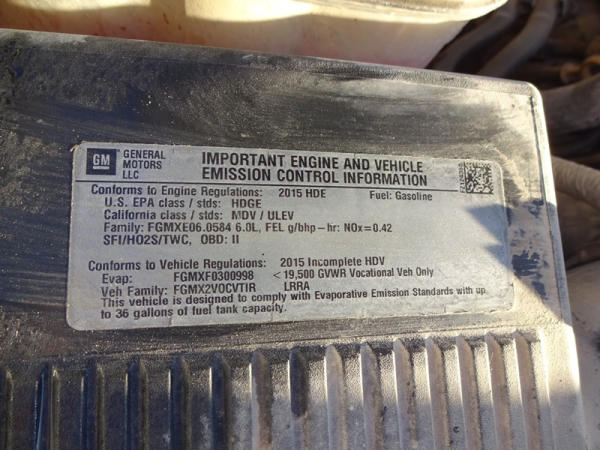 GM GENERAL MOTORS LLC
IMPORTANT ENGINE AND VEHICLE
EMISSION CONTROL INFORMATION
Conforms to Engine Regulations: 2015 HDE Fuel: Gasoline
U.S. EPA class / stds: HDGE
California class / stds: MDV / ULEV
Family: FGMXE06.0584 6.0L, FEL g/bhp-hr: NOx=0.42
SFI/HO2S/TWC, OBD: II
Conforms to Vehicle Regulations: 2015 Incomplete HDV
Evap: FGMXF0300998 <19,500 GVWR Vocational Veh Only
Veh Family: FGMX2VOCVTIR LRRA
This vehicle is designed to comply with Evaporative Emission Standards with up
to 36 gallons of fuel tank capacity.